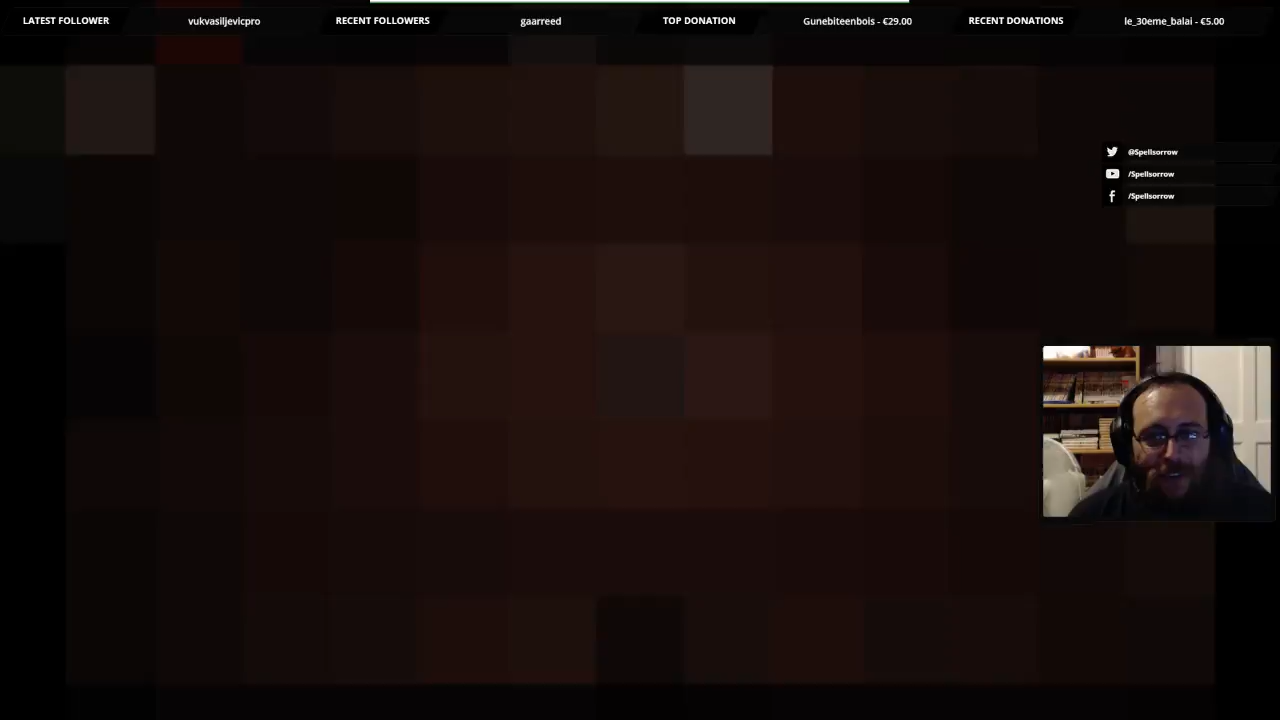 LATEST FOLLOWER vukvasiljevicpro RECENT FOLLOWERS gaarreed TOP DONATION Gunebiteenbois - €29.00 RECENT DONATIONS le_30eme_balai - €5.00
@Spellsorrow
/Spellsorrow
/Spellsorrow